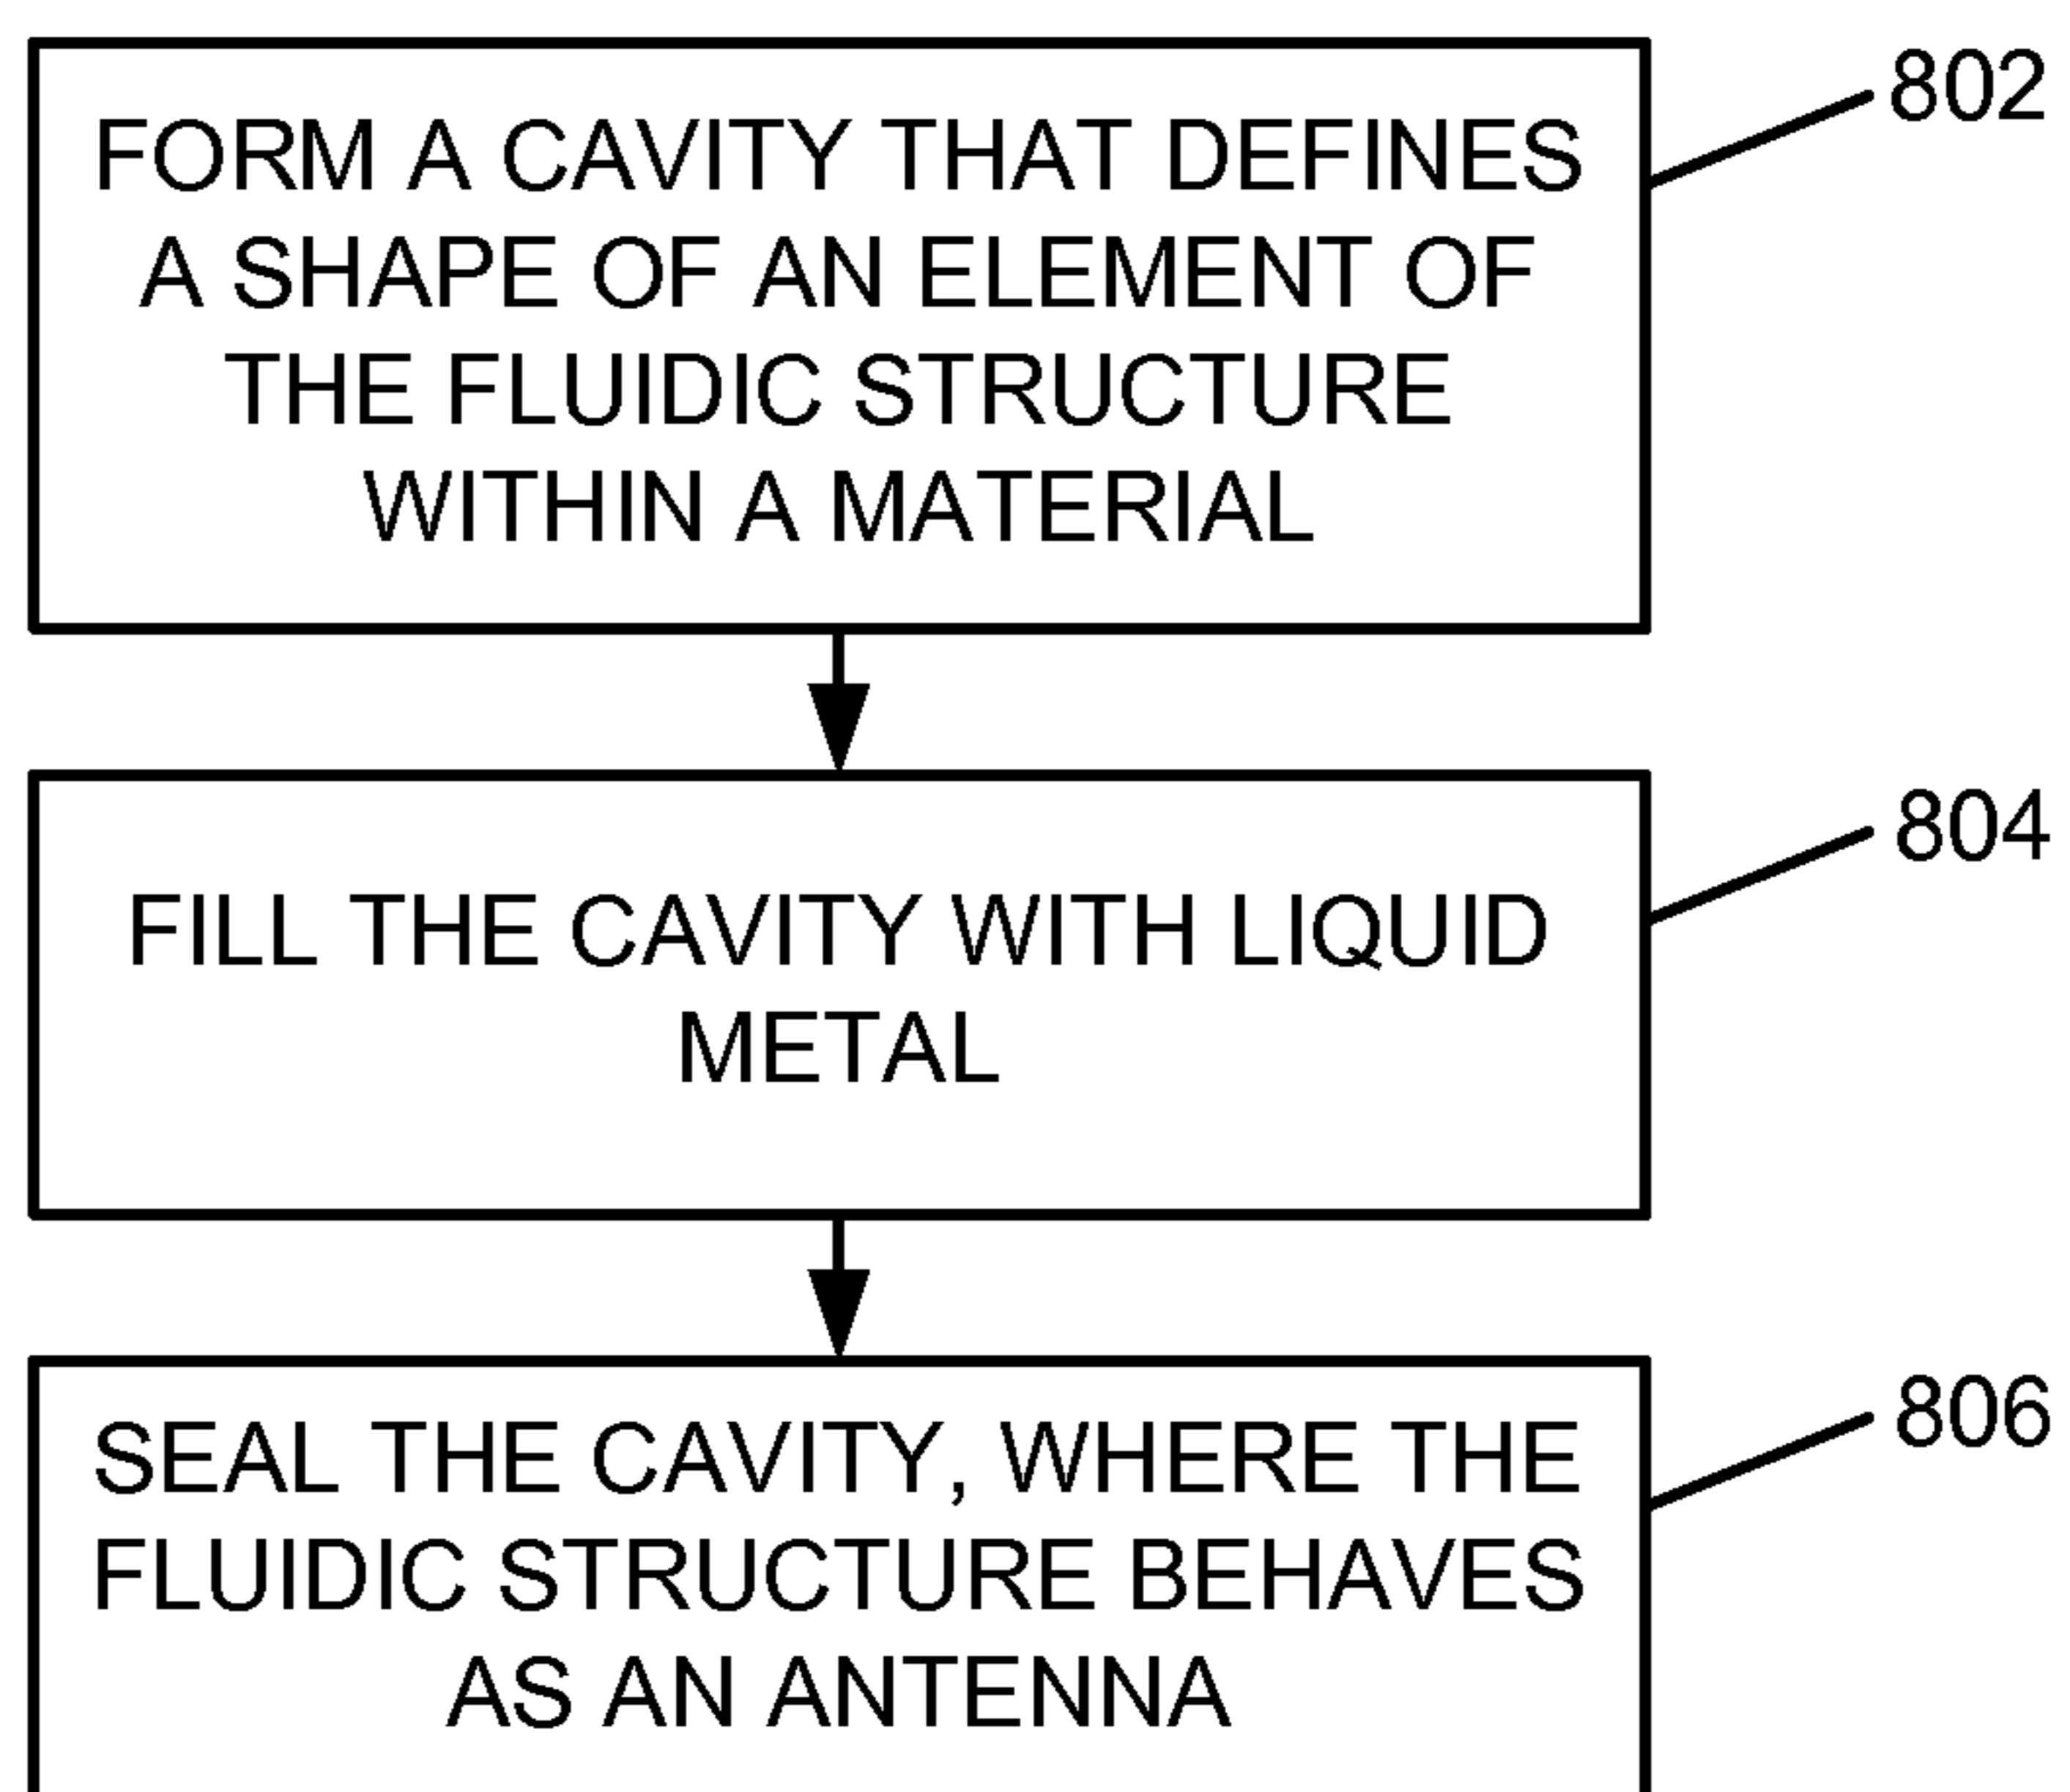 FORM A CAVITY THAT DEFINES
A SHAPE OF AN ELEMENT OF
THE FLUIDIC STRUCTURE
WITHIN A MATERIAL
802
FILL THE CAVITY WITH LIQUID
METAL
804
SEAL THE CAVITY, WHERE THE
FLUIDIC STRUCTURE BEHAVES
AS AN ANTENNA
806